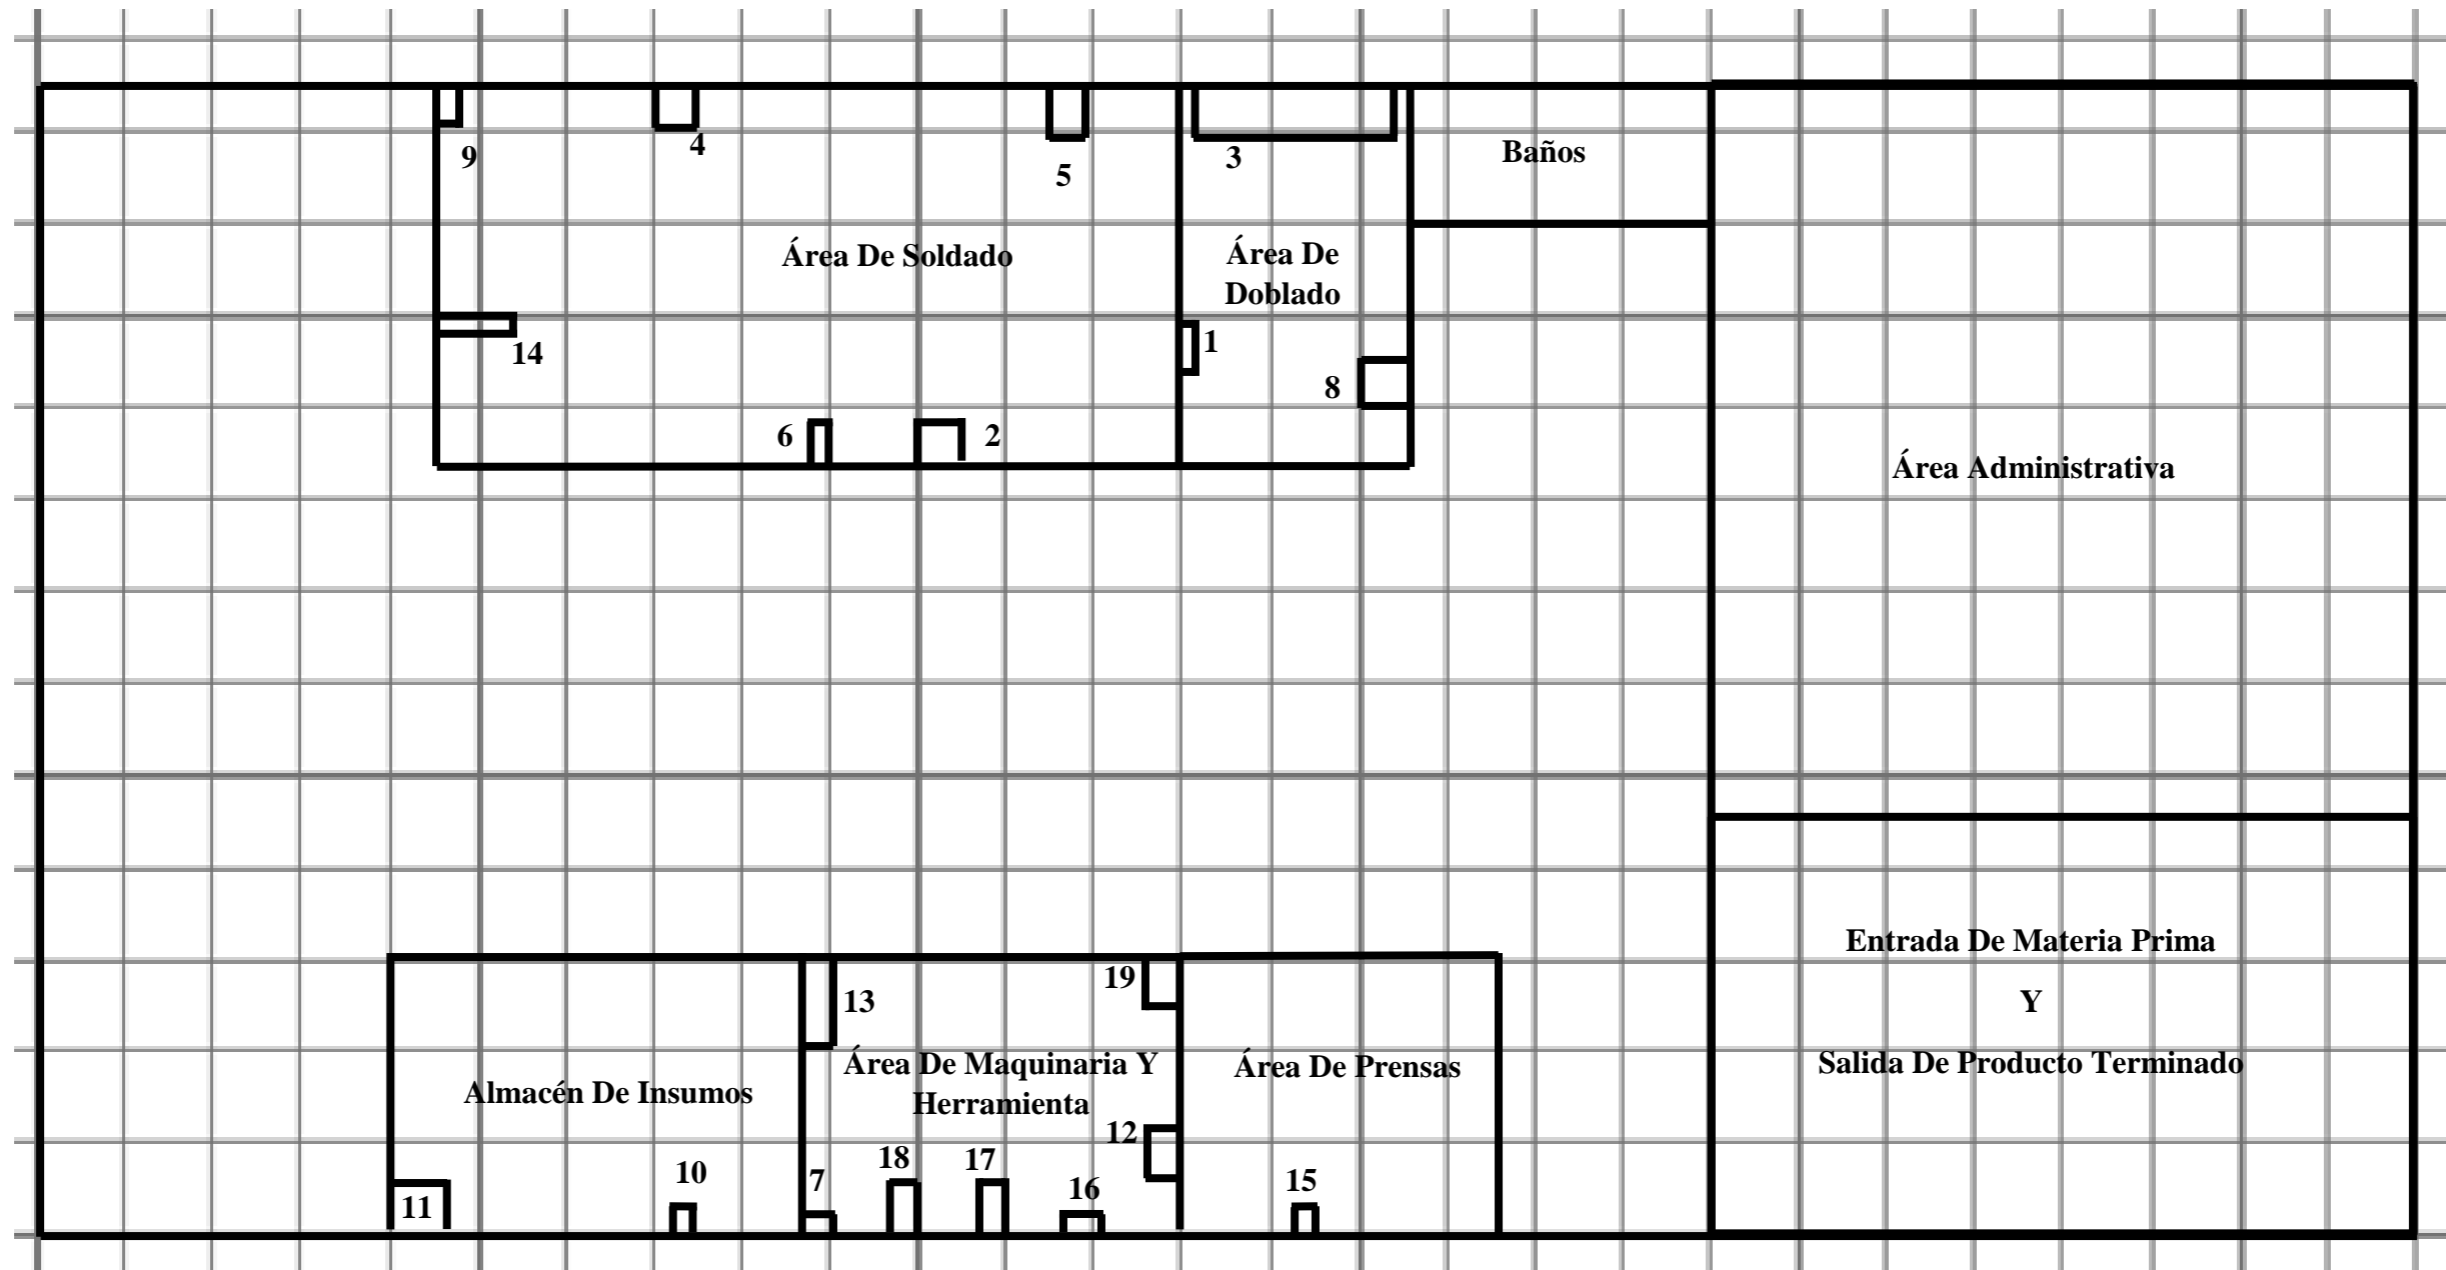 9
4
5
3
Baños
Área De Soldado
Área De
Doblado
14
1
8
6
2
Área Administrativa
Entrada De Materia Prima
Y
Salida De Producto Terminado
19
13
Área De Maquinaria Y
Herramienta
Área De Prensas
Almacén De Insumos
12
11
10
7
18
17
16
15